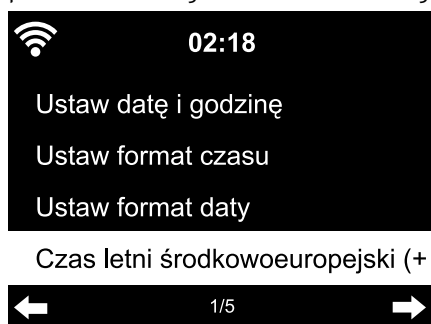 02:18
Ustaw datę i godzinę
Ustaw format czasu
Ustaw format daty
Czas letni środkowoeuropejski (+
1/5